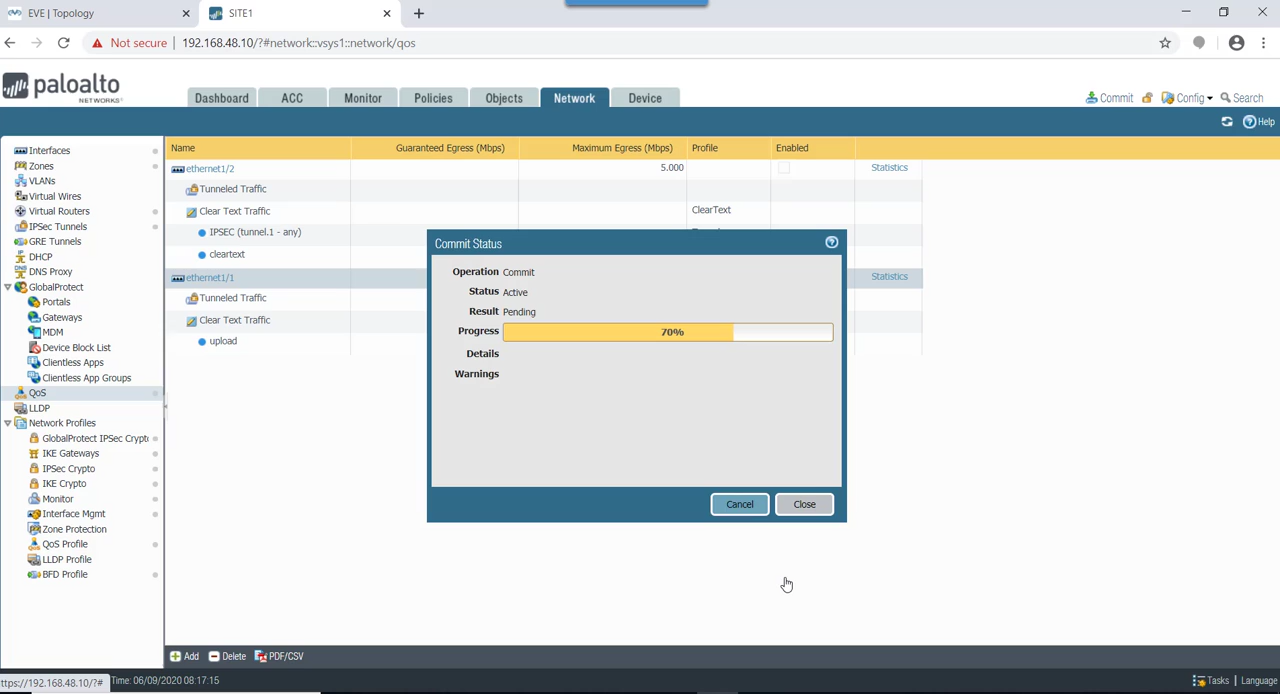 EVE | Topology
SITE1
Not secure | 192.168.48.10/?#network::vsys1::network/qos
paloalto
NETWORKS
Dashboard ACC Monitor Policies Objects Network Device
Commit Config Search
Help
Interfaces
Zones
VLANs
Virtual Wires
Virtual Routers
IPSec Tunnels
GRE Tunnels
DHCP
DNS Proxy
GlobalProtect
Portals
Gateways
MDM
Device Block List
Clientless Apps
Clientless App Groups
QoS
LLDP
Network Profiles
GlobalProtect IPSec Crypto
IKE Gateways
IPSec Crypto
IKE Crypto
Monitor
Interface Mgmt
Zone Protection
QoS Profile
LLDP Profile
BFD Profile
Name Guaranteed Egress (Mbps) Maximum Egress (Mbps) Profile Enabled
ethernet1/2 5.000 Statistics
Tunneled Traffic
Clear Text Traffic ClearText
IPSEC (tunnel.1 - any)
cleartext
ethernet1/1 Statistics
Tunneled Traffic
Clear Text Traffic
upload
Commit Status
Operation Commit
Status Active
Result Pending
Progress 70%
Details
Warnings
Cancel Close
Add Delete PDF/CSV
ttps://192.168.48.10/?# Time: 06/09/2020 08:17:15
Tasks | Language